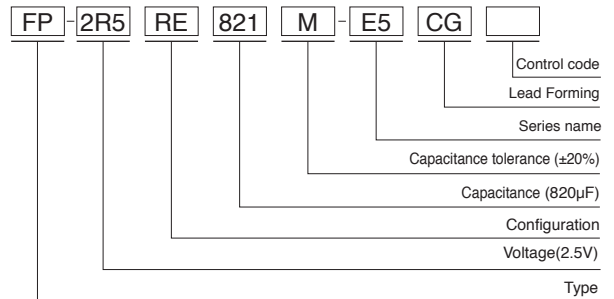 FP - 2R5 RE 821 M - E5 CG
Control code
Lead Forming
Series name
Capacitance tolerance (±20%)
Capacitance (820µF)
Configuration
Voltage(2.5V)
Type